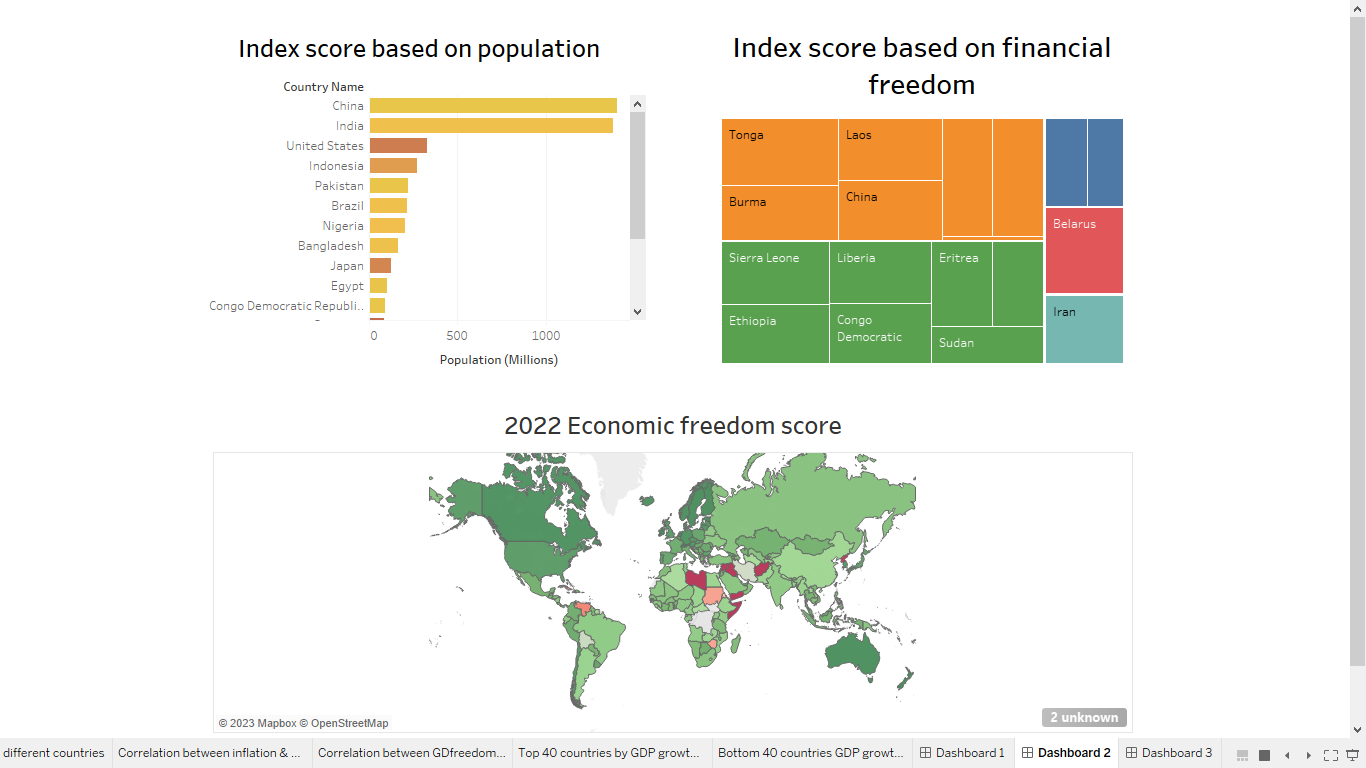 Index score based on population
Country Name
China
India
United States
Indonesia
Pakistan
Brazil
Nigeria
Bangladesh
Japan
Egypt
Congo Democratic Republi..
0
500
1000
Population (Millions)
Index score based on financial
freedom
Tonga
Laos
Burma
China
Sierra Leone
Liberia
Eritrea
Ethiopia
Congo
Democratic
Sudan
Belarus
Iran
2022 Economic freedom score
© 2023 Mapbox © OpenStreetMap
2 unknown
different countries
Correlation between inflation & ...
Correlation between GDfreedom...
Top 40 countries by GDP growt...
Bottom 40 countries GDP growt...
Dashboard 1
Dashboard 2
Dashboard 3